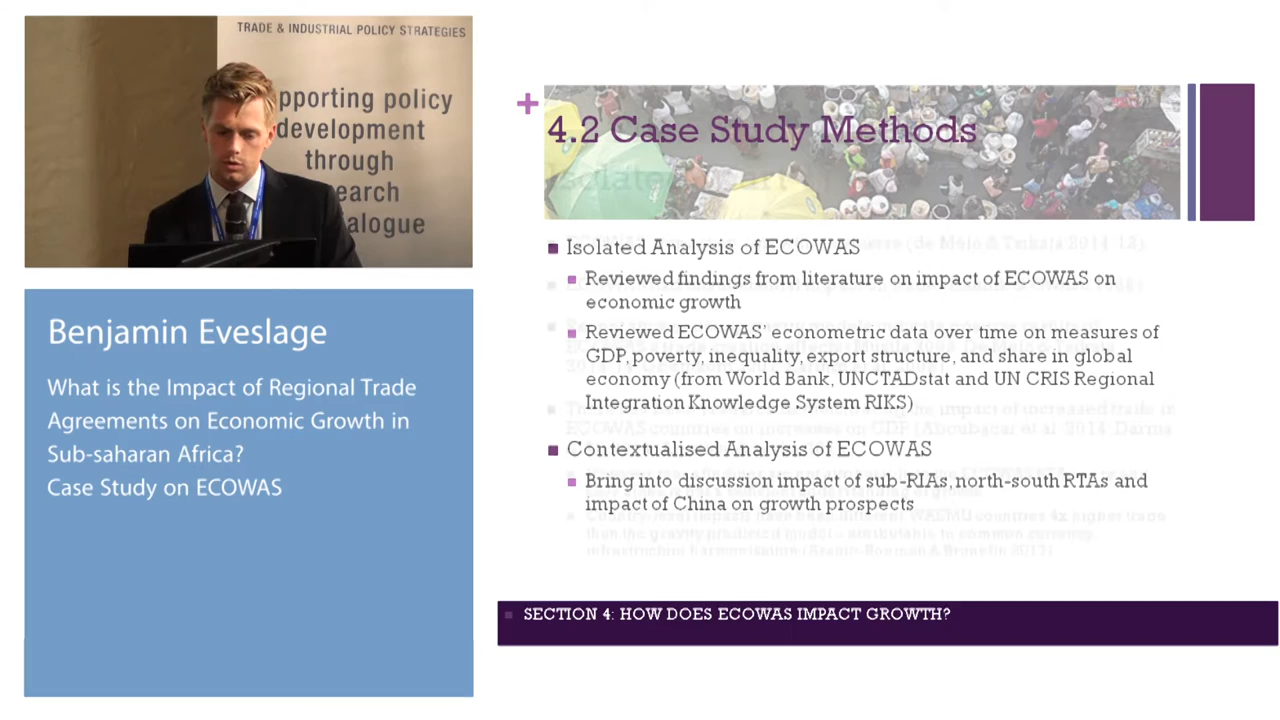 TRADE & INDUSTRIAL POLICY STRATEGIES
pporting policy
development
through
earch
alogue
Benjamin Eveslage
What is the Impact of Regional Trade
Agreements on Economic Growth in
Sub-saharan Africa?
Case Study on ECOWAS
4.2 Case Study Methods
Isolated Analysis of ECOWAS
Reviewed findings from literature on impact of ECOWAS on
economic growth
Reviewed ECOWAS' econometric data over time on measures of
GDP, poverty, inequality, export structure, and share in global
economy (from World Bank, UNCTADstat and UN CRIS Regional
Integration Knowledge System RIKS)
Contextualised Analysis of ECOWAS
Bring into discussion impact of sub-RIAs, north-south RTAs and
impact of China on growth prospects
SECTION 4: HOW DOES ECOWAS IMPACT GROWTH?